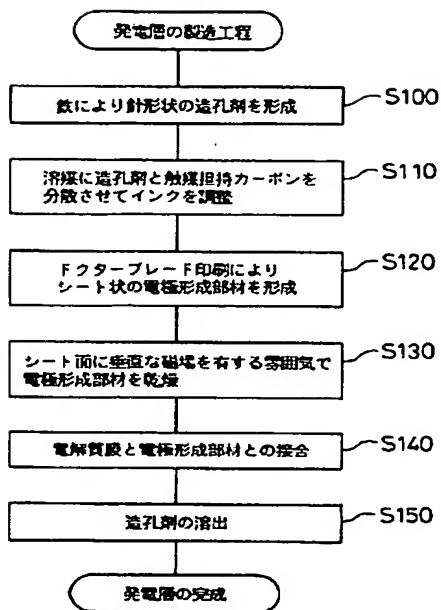 発電層の製造工程
鉄により針形状の造孔剤を形成
S100
溶媒に造孔剤と触媒担持カーボンを
分散させてインクを調整
S110
ドクターブレード印刷により
シート状の電極形成部材を形成
S120
シート面に垂直な磁場を有する雰囲気で
電極形成部材を乾燥
S130
電解質膜と電極形成部材との接合
S140
造孔剤の溶出
S150
発電層の完成